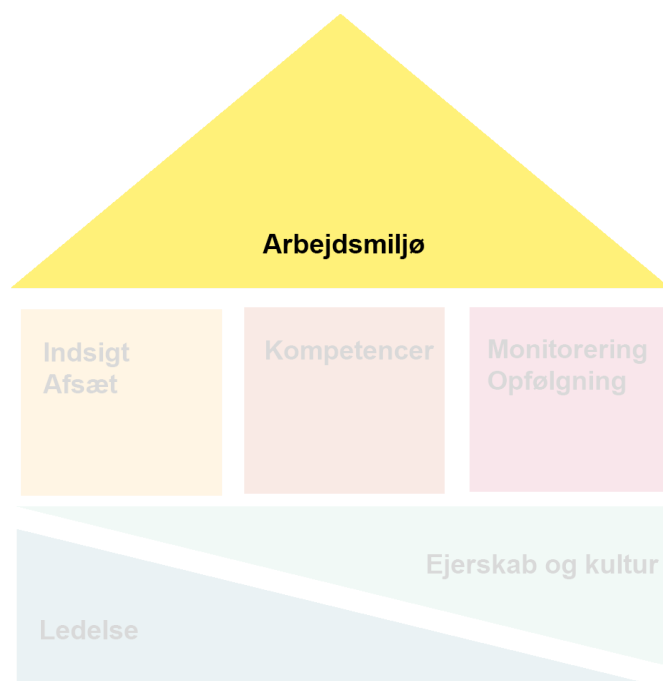 Arbejdsmiljø
Indsigt
Afsæt
Kompetencer
Monitorering
Opfølgning
Ejerskab og kultur
Ledelse